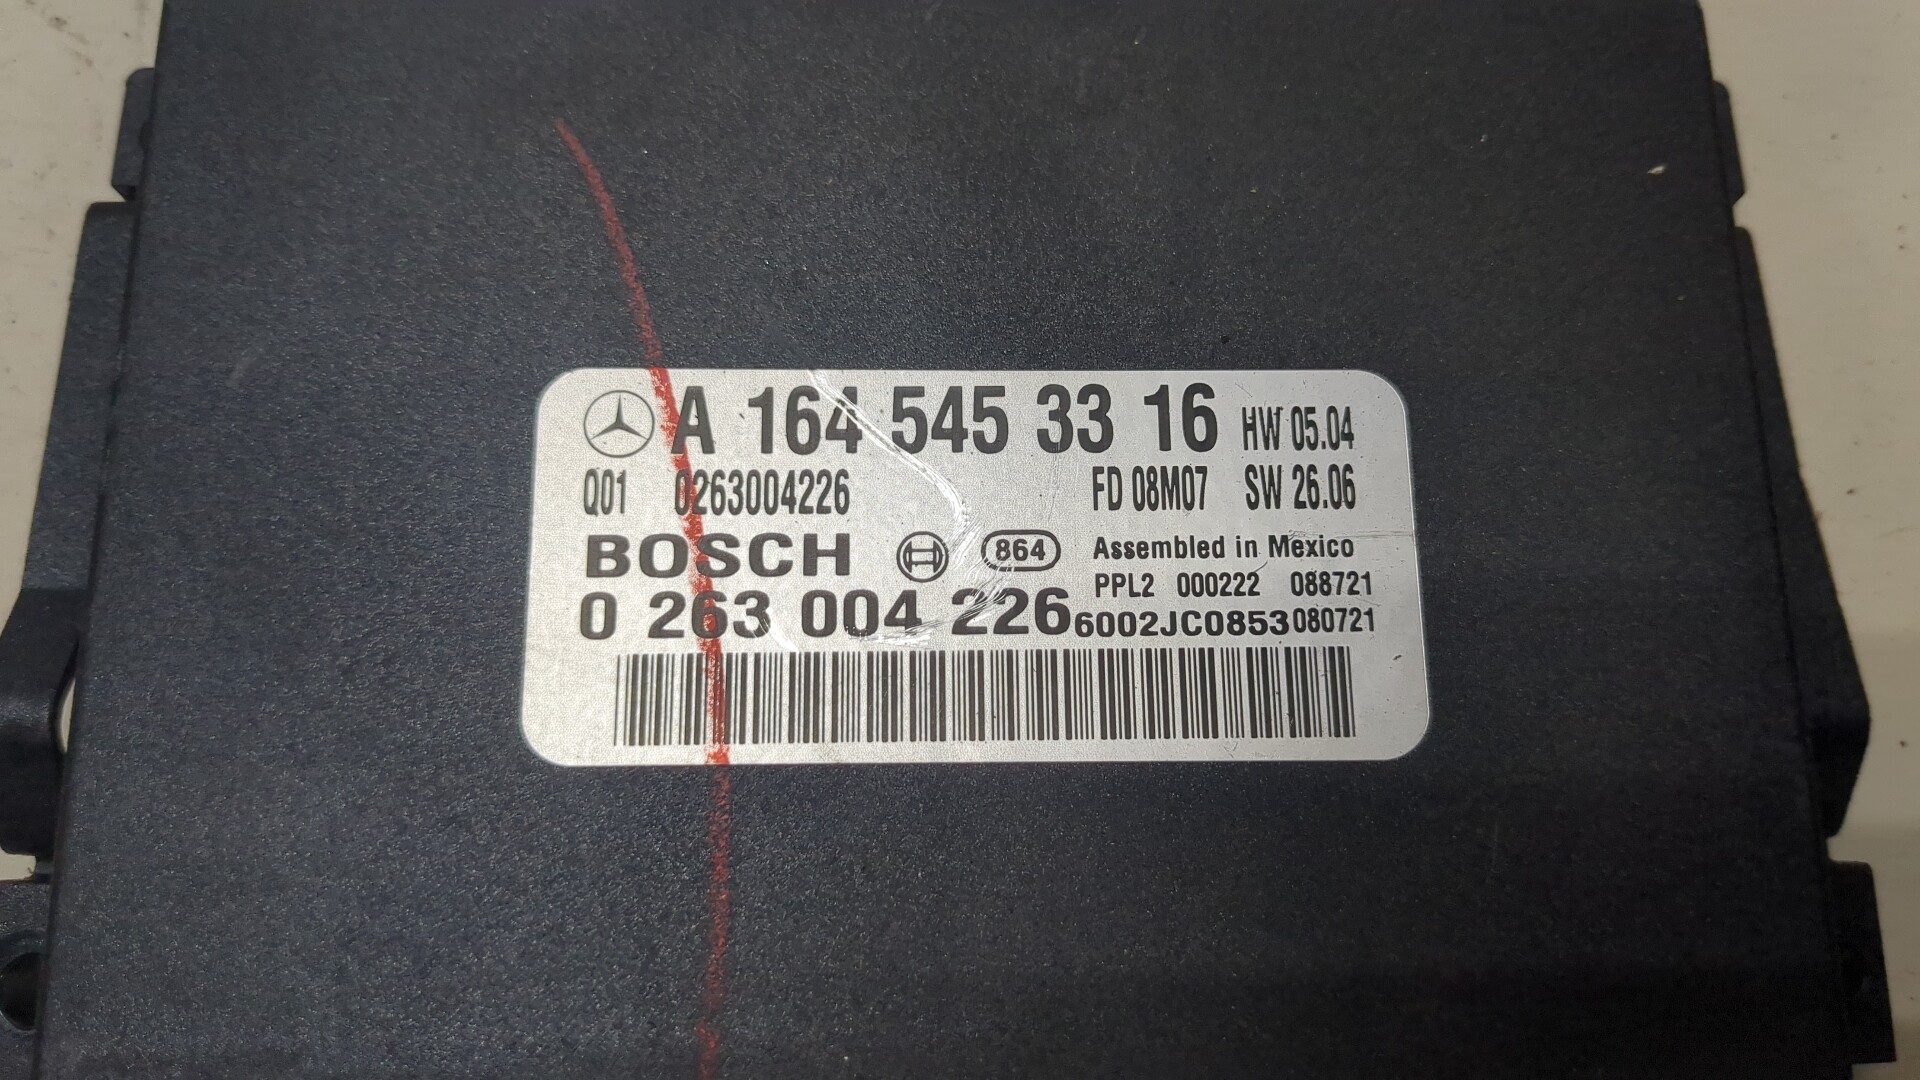 A 164 545 33 16 HW 05.04
Q01 0263004226 FD 08M07 SW 26.06
BOSCH 864 Assembled in Mexico
PPL2 000222 088721
0 263 004 226 6002JC0853 080721